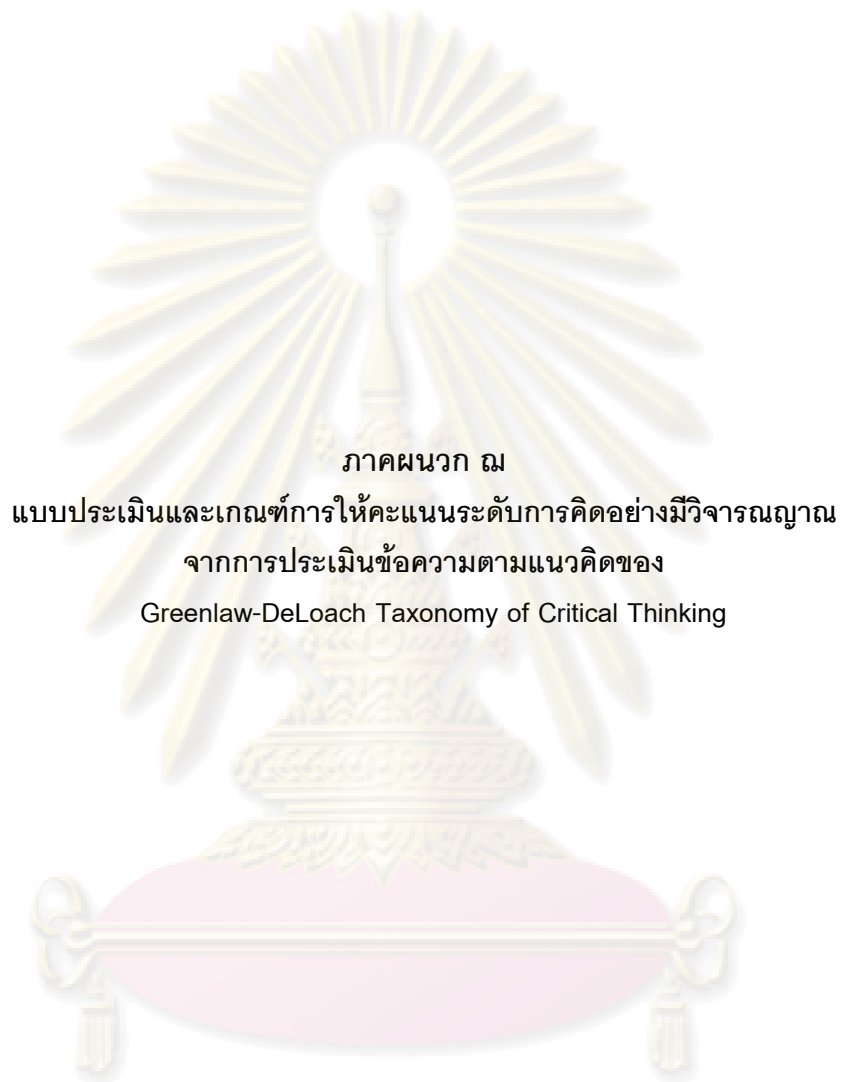 ภาคผนวก ฌ
แบบประเมินและเกณฑ์การให้คะแนนระดับการคิดอย่างมีวิจารณญาณ
จากการประเมินข้อความตามแนวคิดของ
Greenlaw-DeLoach Taxonomy of Critical Thinking